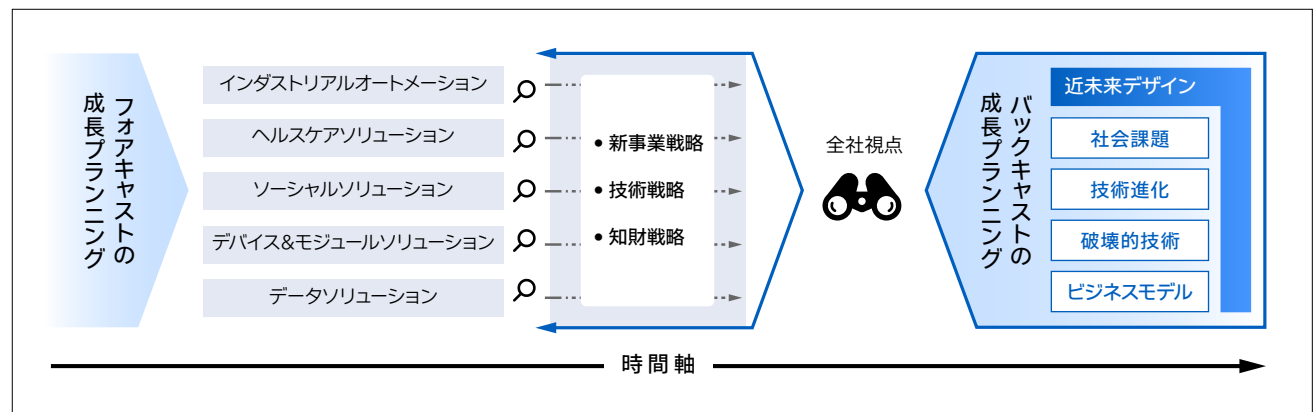 フォアキャストの
成長プランニング
インダストリアルオートメーション
ヘルスケアソリューション
ソーシャルソリューション
デバイス&モジュールソリューション
データソリューション
• 新事業戦略
• 技術戦略
• 知財戦略
全社視点
バックキャストの
成長プランニング
近未来デザイン
社会課題
技術進化
破壊的技術
ビジネスモデル
時間軸